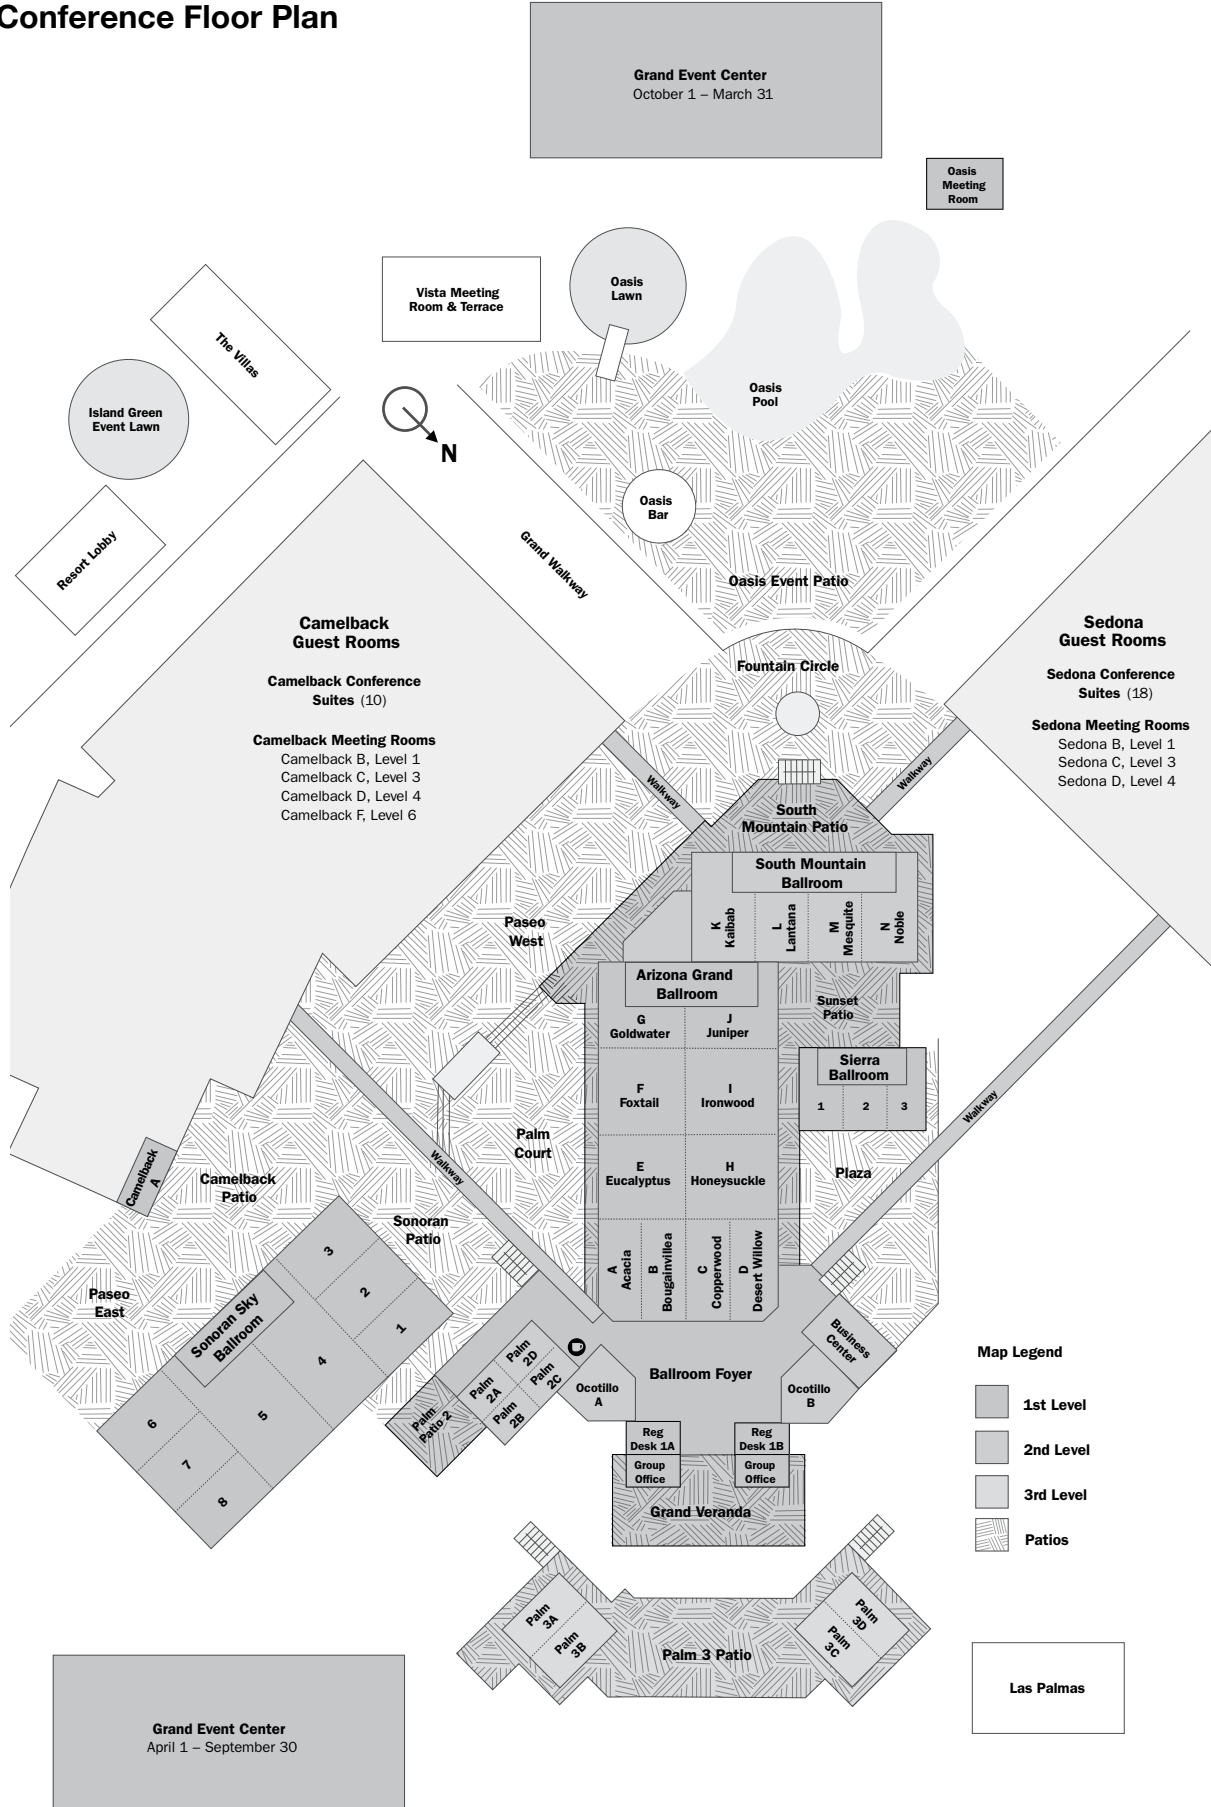 Conference Floor Plan
Grand Event Center
October 1 – March 31
Oasis
Meeting
Room
Vista Meeting
Room & Terrace
Oasis
Lawn
The Villas
Island Green
Event Lawn
Oasis
Pool
N
Oasis
Bar
Resort Lobby
Grand Walkway
Oasis Event Patio
Camelback
Guest Rooms
Camelback Conference
Suites (10)
Camelback Meeting Rooms
Camelback B, Level 1
Camelback C, Level 3
Camelback D, Level 4
Camelback F, Level 6
Sedona
Guest Rooms
Sedona Conference
Suites (18)
Sedona Meeting Rooms
Sedona B, Level 1
Sedona C, Level 3
Sedona D, Level 4
Fountain Circle
Walkway
Walkway
South
Mountain Patio
South Mountain
Ballroom
K
Kaibab
L
Lantana
M
Mesquite
N
Noble
Paseo
West
Arizona Grand
Ballroom
G
Goldwater
J
Juniper
Sunset
Patio
Sierra
Ballroom
1
2
3
F
Foxtail
I
Ironwood
Walkway
Palm
Court
Walkway
E
Eucalyptus
H
Honeysuckle
Plaza
Camelback
A
Camelback
Patio
Sonoran
Patio
A
Acacia
B
Bougainvillea
C
Copperwood
D
Desert Willow
Paseo
East
Sonoran Sky
Ballroom
3
2
1
4
5
6
7
8
Business
Center
Palm
2D
Palm
2C
Palm
2A
Palm
2B
Palm
Patio 2
Ocotillo
A
Ballroom Foyer
Ocotillo
B
Reg
Desk 1A
Reg
Desk 1B
Group
Office
Group
Office
Grand Veranda
Map Legend
1st Level
2nd Level
3rd Level
Patios
Palm
3A
Palm
3B
Palm 3 Patio
Palm
3D
Palm
3C
Las Palmas
Grand Event Center
April 1 – September 30